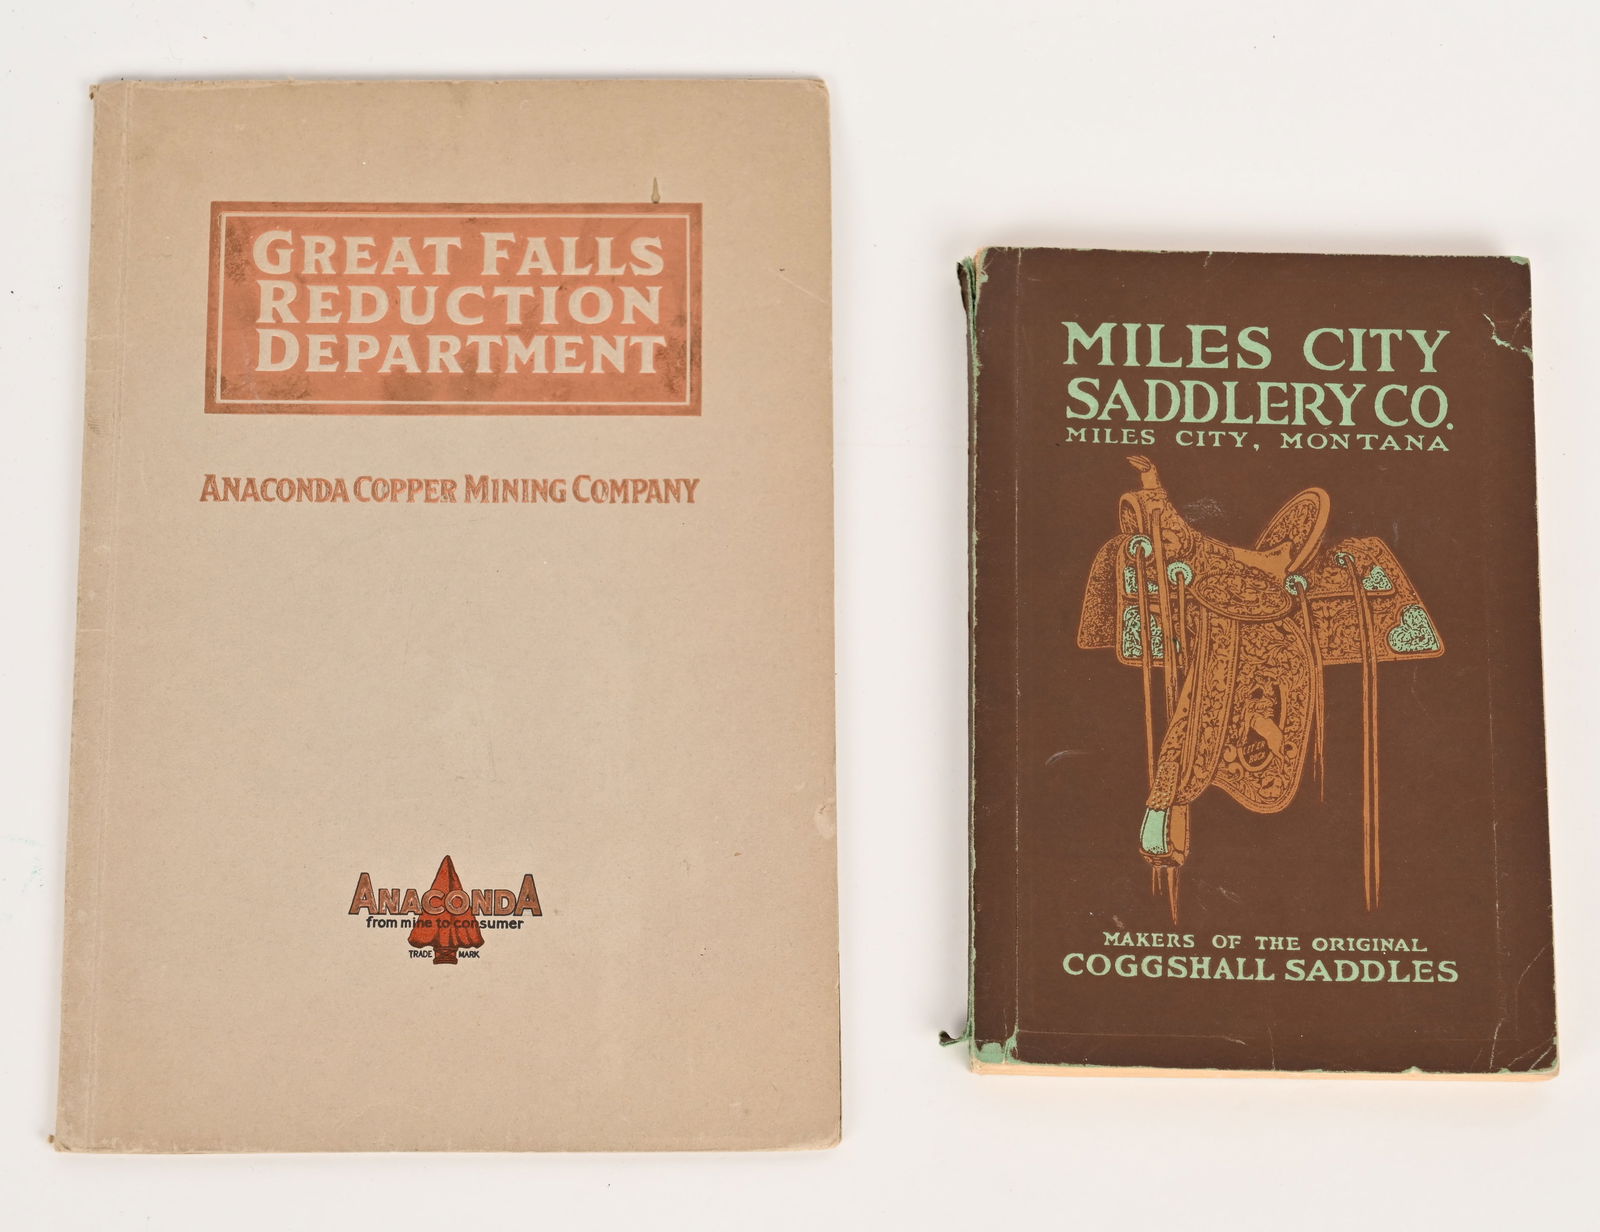 GREAT FALLS
REDUCTION
DEPARTMENT
ANACONDA COPPER MINING COMPANY
ANACONDA
from mine to consumer
TRADE MARK
MILES CITY
SADDLERY CO.
MILES CITY, MONTANA
MAKERS OF THE ORIGINAL
COGGSHALL SADDLES